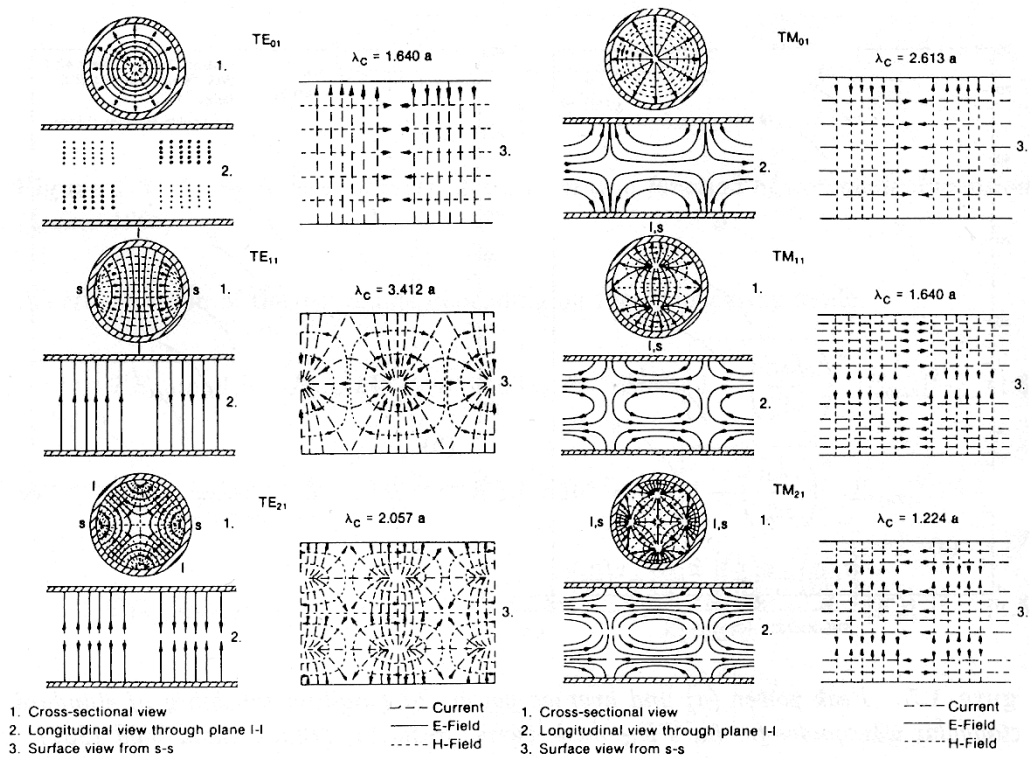 TE01
λC = 1.640 a
1.
2.
3.
TM01
λC = 2.613 a
1.
2.
3.
l
TE11
λC = 3.412 a
s
s
1.
2.
3.
l,s
TM11
λC = 1.640 a
1.
l,s
2.
3.
l
TE21
λC = 2.057 a
s
s
1.
l
2.
3.
TM21
λC = 1.224 a
l,s
l,s
1.
2.
3.
1. Cross-sectional view
2. Longitudinal view through plane l-l
3. Surface view from s-s
Current
E-Field
H-Field
1. Cross-sectional view
2. Longitudinal view through plane l-l
3. Surface view from s-s
Current
E-Field
H-Field